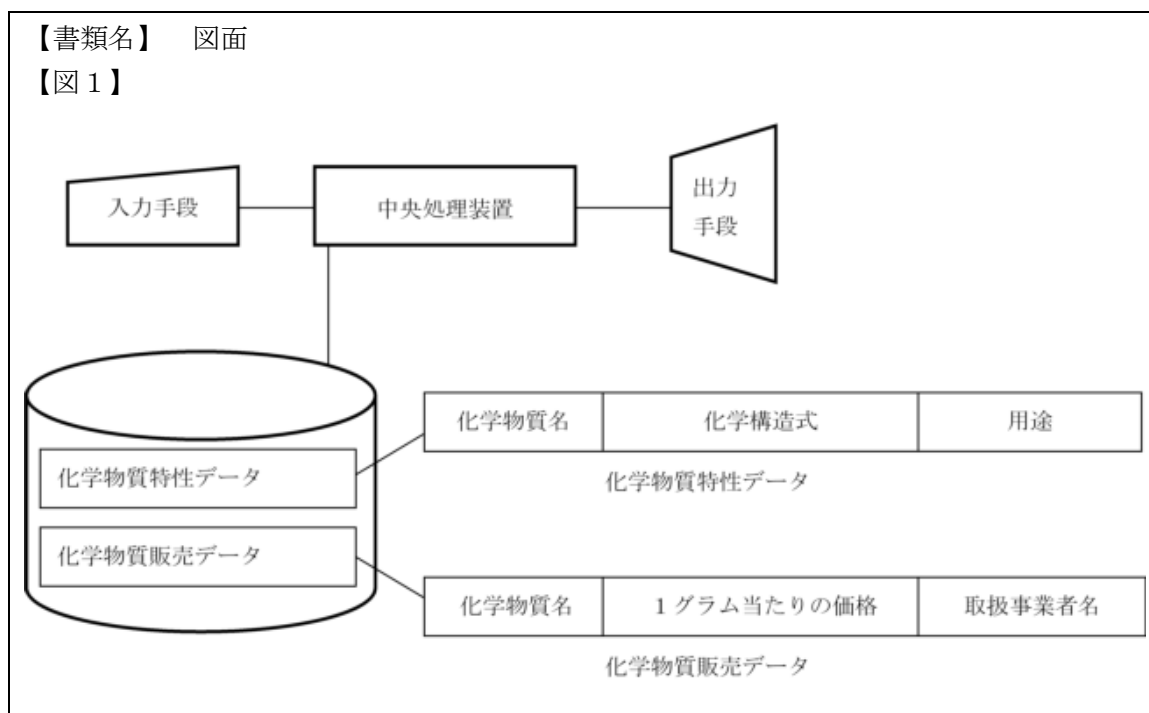 【書類名】　図面
【図１】
入力手段
中央処理装置
出力
手段
化学物質名
化学構造式
用途
化学物質特性データ
化学物質特性データ
化学物質販売データ
化学物質名
１グラム当たりの価格
取扱事業者名
化学物質販売データ